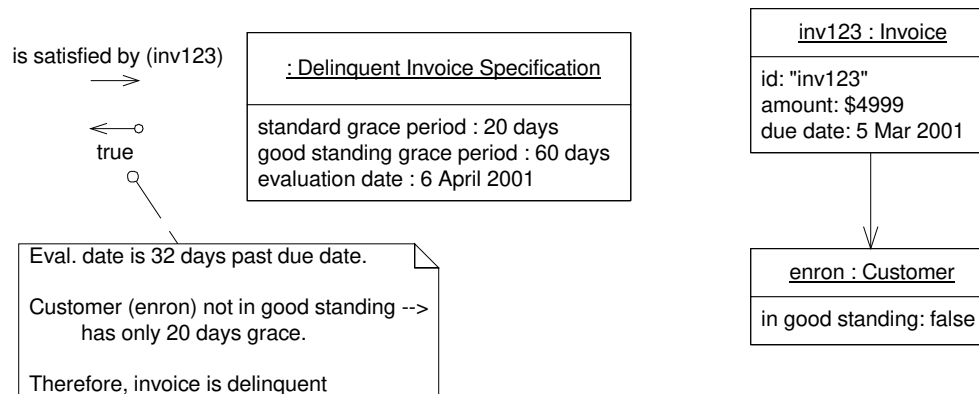 is satisfied by (inv123)
true
: Delinquent Invoice Specification
standard grace period : 20 days
good standing grace period : 60 days
evaluation date : 6 April 2001
Eval. date is 32 days past due date.
Customer (enron) not in good standing -->
has only 20 days grace.
Therefore, invoice is delinquent
inv123 : Invoice
id: "inv123"
amount: $4999
due date: 5 Mar 2001
enron : Customer
in good standing: false